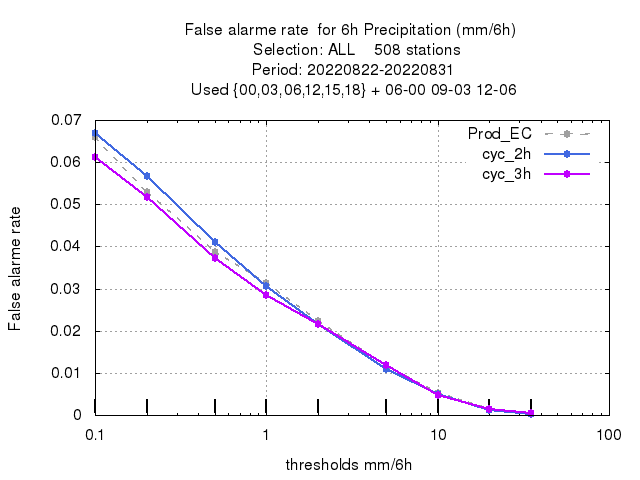 False alarme rate  for 6h Precipitation (mm/6h)
Selection: ALL    508 stations
Period: 20220822-20220831
Used {00,03,06,12,15,18} + 06-00 09-03 12-06
0.07
0.06
0.05
0.04
0.03
0.02
0.01
0
False alarme rate
Prod_EC
cyc_2h
cyc_3h
0.1
1
10
100
thresholds mm/6h